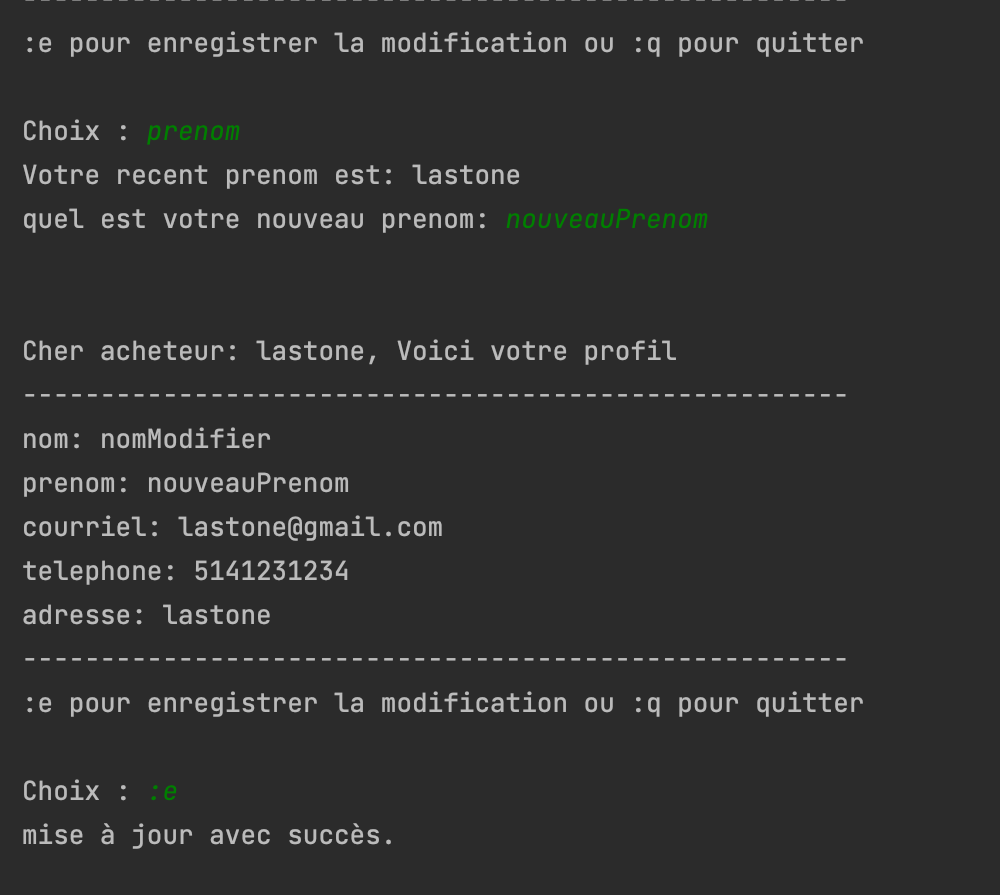 -----------------------------------------------------
:e pour enregistrer la modification ou :q pour quitter
Choix : prenom
Votre recent prenom est: lastone
quel est votre nouveau prenom: nouveauPrenom
Cher acheteur: lastone, Voici votre profil
-----------------------------------------------------
nom: nomModifier
prenom: nouveauPrenom
courriel: lastone@gmail.com
telephone: 5141231234
adresse: lastone
-----------------------------------------------------
:e pour enregistrer la modification ou :q pour quitter
Choix : :e
mise à jour avec succès.